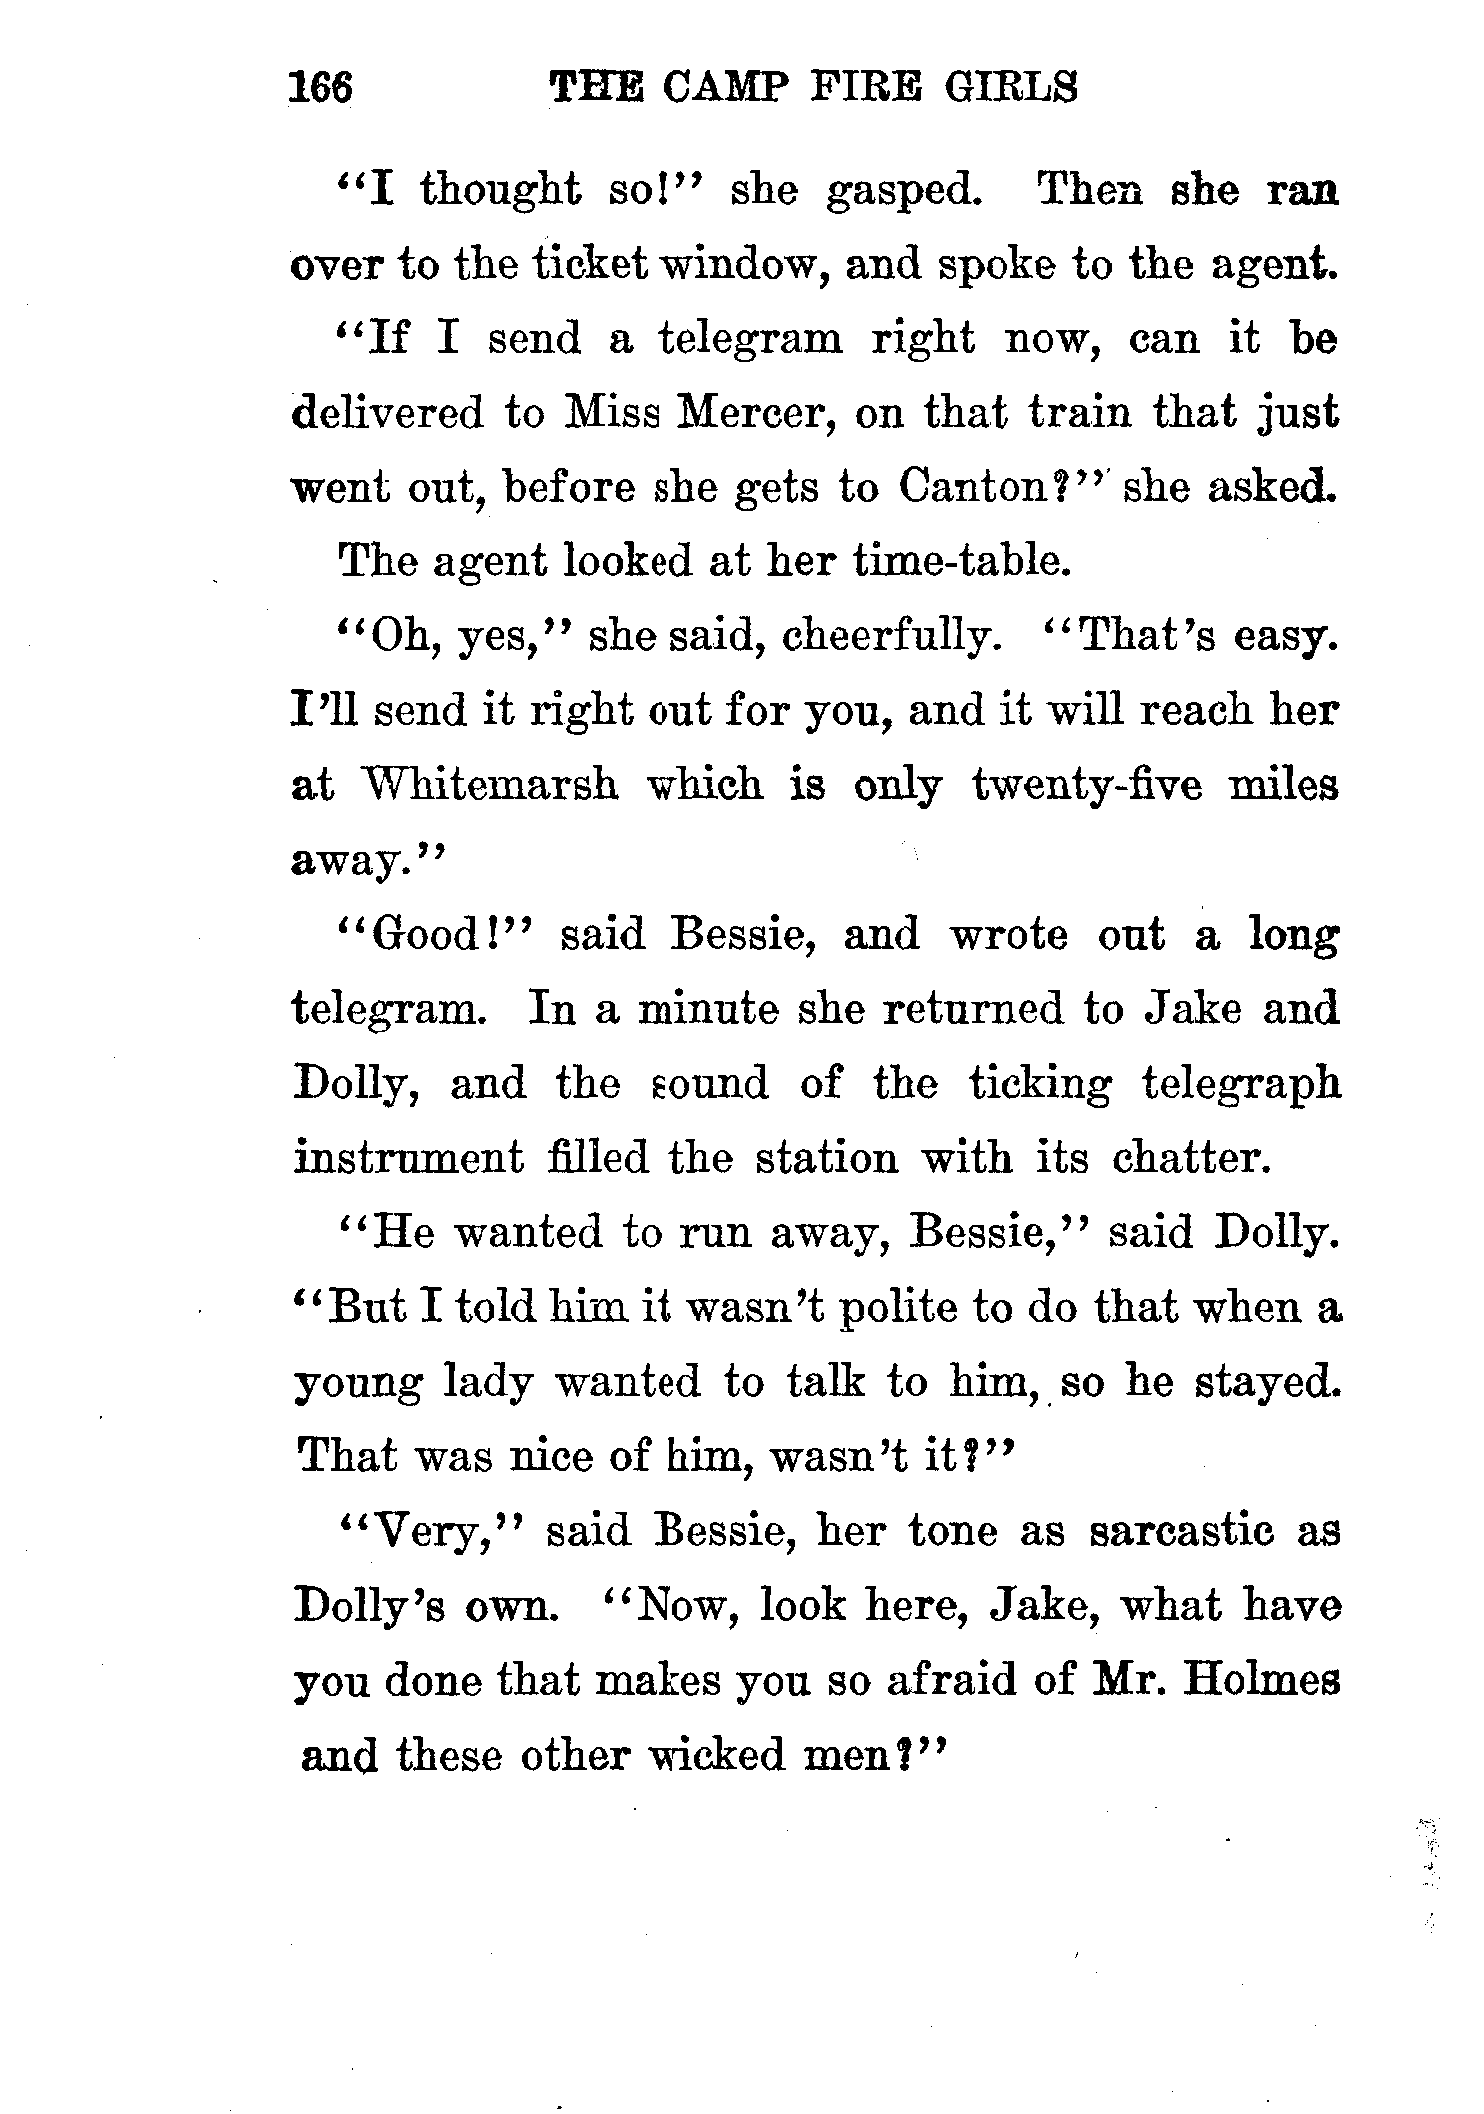 166 THE CAMP FIRE GIRLS
“I thought so!” she gasped. Then she ran
over to the ticket window, and spoke to the agent.
“If I send a telegram right now, can it be
delivered to Miss Mercer, on that train that just
went out, before she gets to Canton?” she asked.
The agent looked at her time-table.
“Oh, yes,” she said, cheerfully. “That’s easy.
I’ll send it right out for you, and it will reach her
at Whitemarsh which is only twenty-five miles
away.”
“Good!” said Bessie, and wrote out a long
telegram. In a minute she returned to Jake and
Dolly, and the sound of the ticking telegraph
instrument filled the station with its chatter.
“He wanted to run away, Bessie,” said Dolly.
“But I told him it wasn’t polite to do that when a
young lady wanted to talk to him, so he stayed.
That was nice of him, wasn’t it?”
“Very,” said Bessie, her tone as sarcastic as
Dolly’s own. “Now, look here, Jake, what have
you done that makes you so afraid of Mr. Holmes
and these other wicked men?”